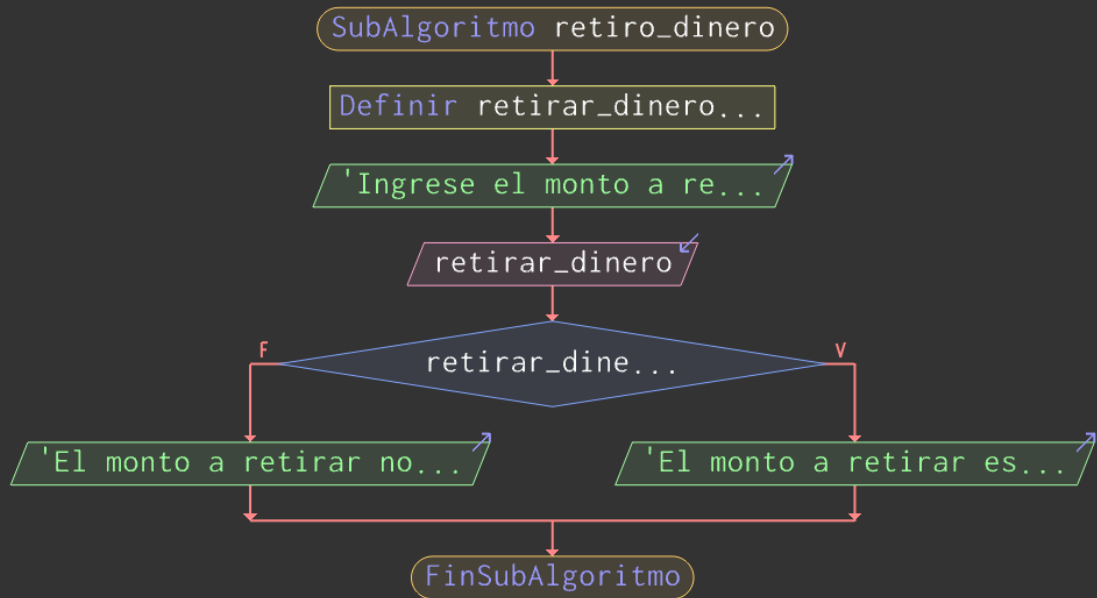 SubAlgoritmo retiro_dinero
Definir retirar_dinero...
'Ingrese el monto a re...
retirar_dinero
F
V
retirar_dine...
'El monto a retirar no...
'El monto a retirar es...
FinSubAlgoritmo